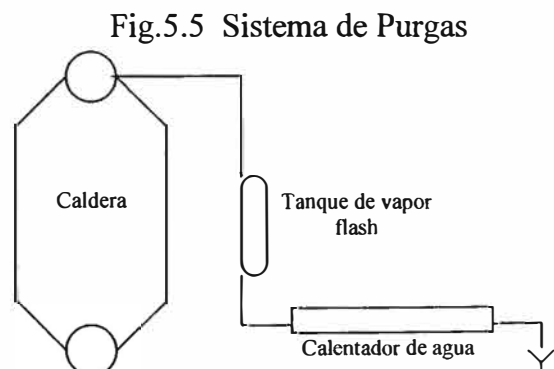 Fig.5.5 Sistema de Purgas
Caldera
Tanque de vapor
flash
Calentador de agua